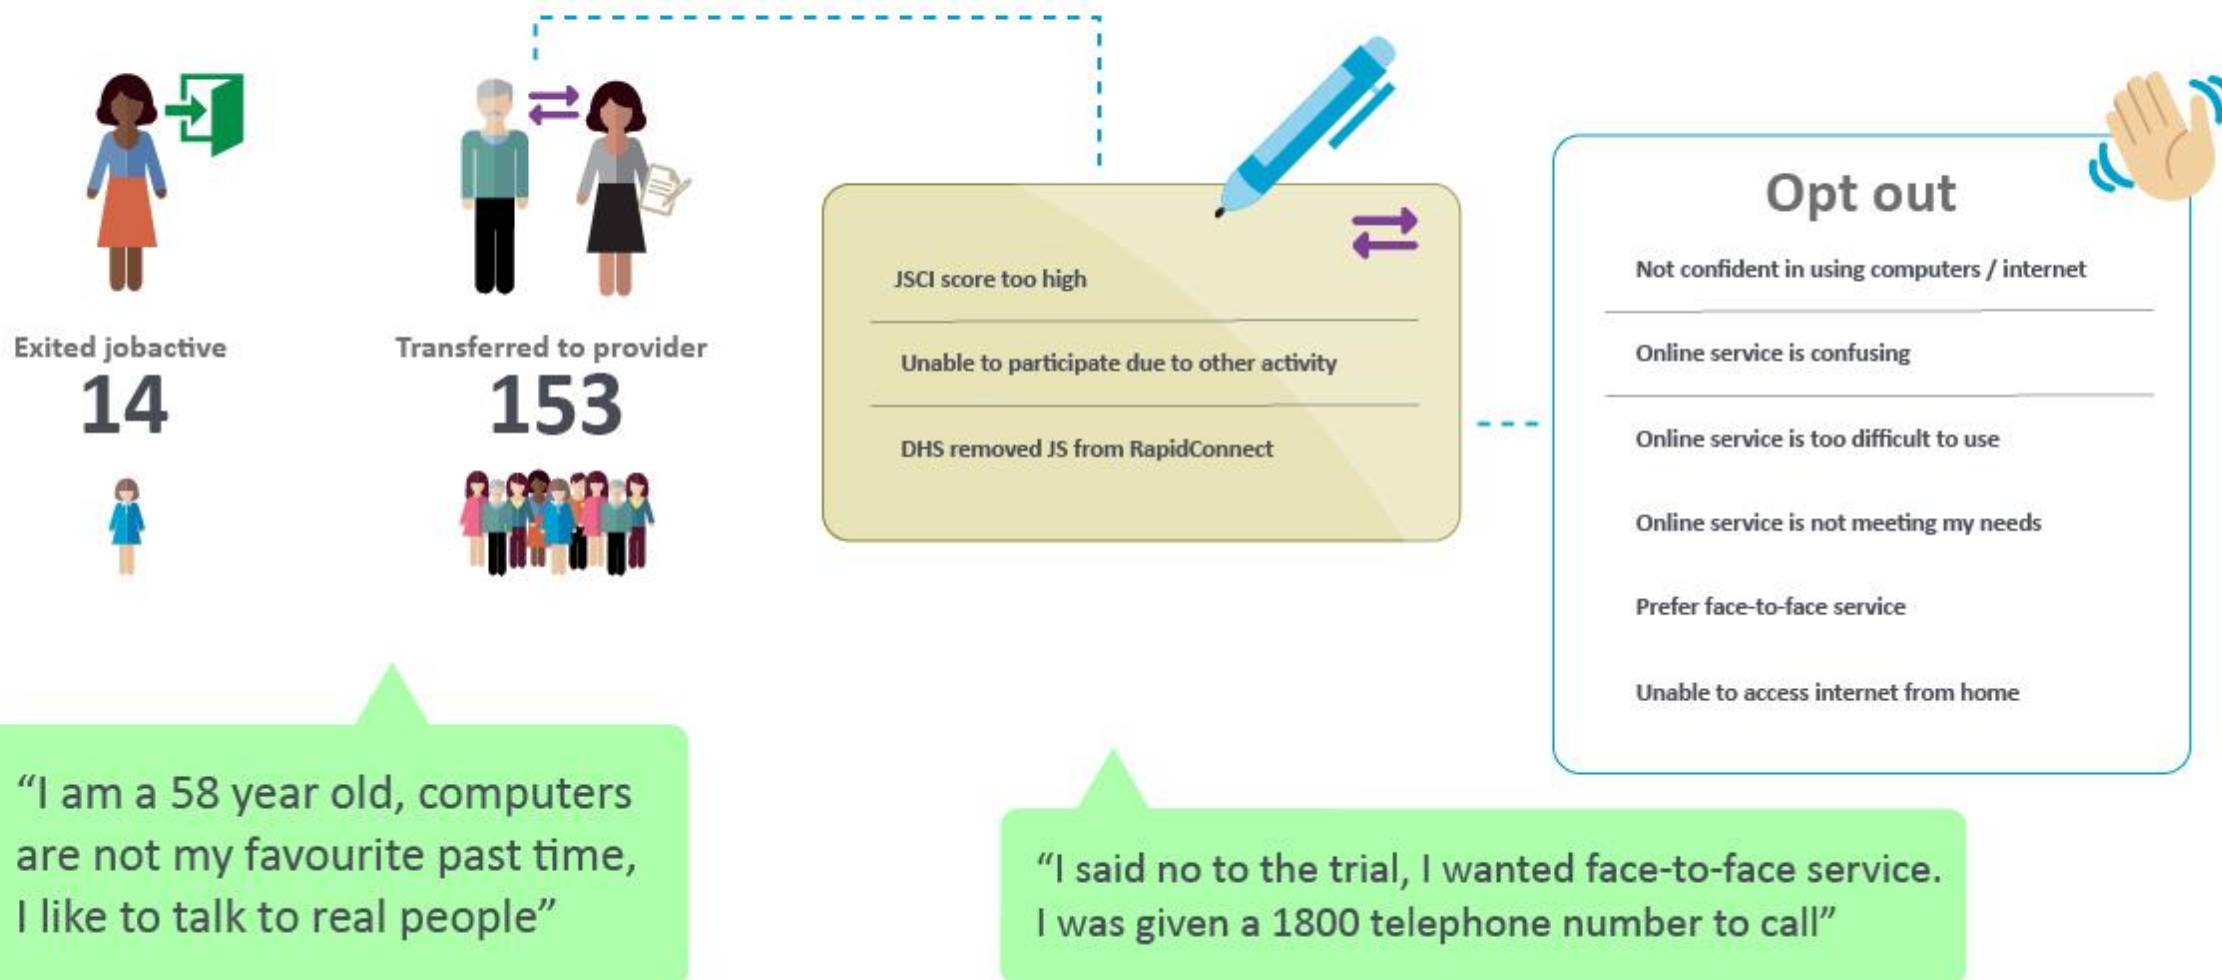 Exited jobactive
14
Transferred to provider
153
JSCI score too high
Unable to participate due to other activity
DHS removed JS from RapidConnect
Opt out
Not confident in using computers / internet
Online service is confusing
Online service is too difficult to use
Online service is not meeting my needs
Prefer face-to-face service
Unable to access internet from home
“I am a 58 year old, computers
are not my favourite past time,
I like to talk to real people”
“I said no to the trial, I wanted face-to-face service.
I was given a 1800 telephone number to call”